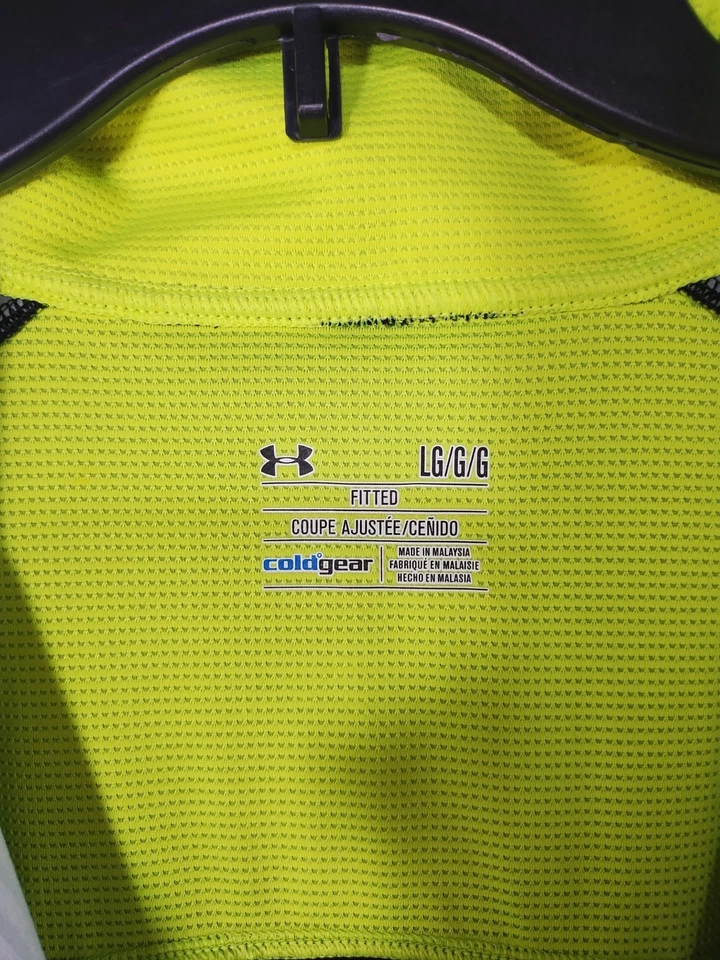 LG/G/G
FITTED
COUPE AJUSTÉE/CEÑIDO
coldgear
MADE IN MALAYSIA
FABRIQUÉ EN MALAISIE
HECHO EN MALASIA